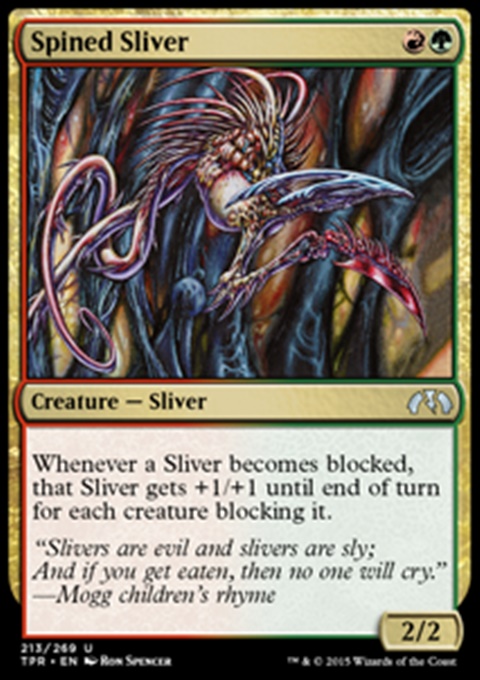 Spined Sliver
Creature — Sliver
Whenever a Sliver becomes blocked,
that Sliver gets +1/+1 until end of turn
for each creature blocking it.
“Slivers are evil and slivers are sly;
And if you get eaten, then no one will cry.”
—Mogg children’s rhyme
2/2
213/269 U
TPR • EN Ron Spencer
™ & © 2015 Wizards of the Coast